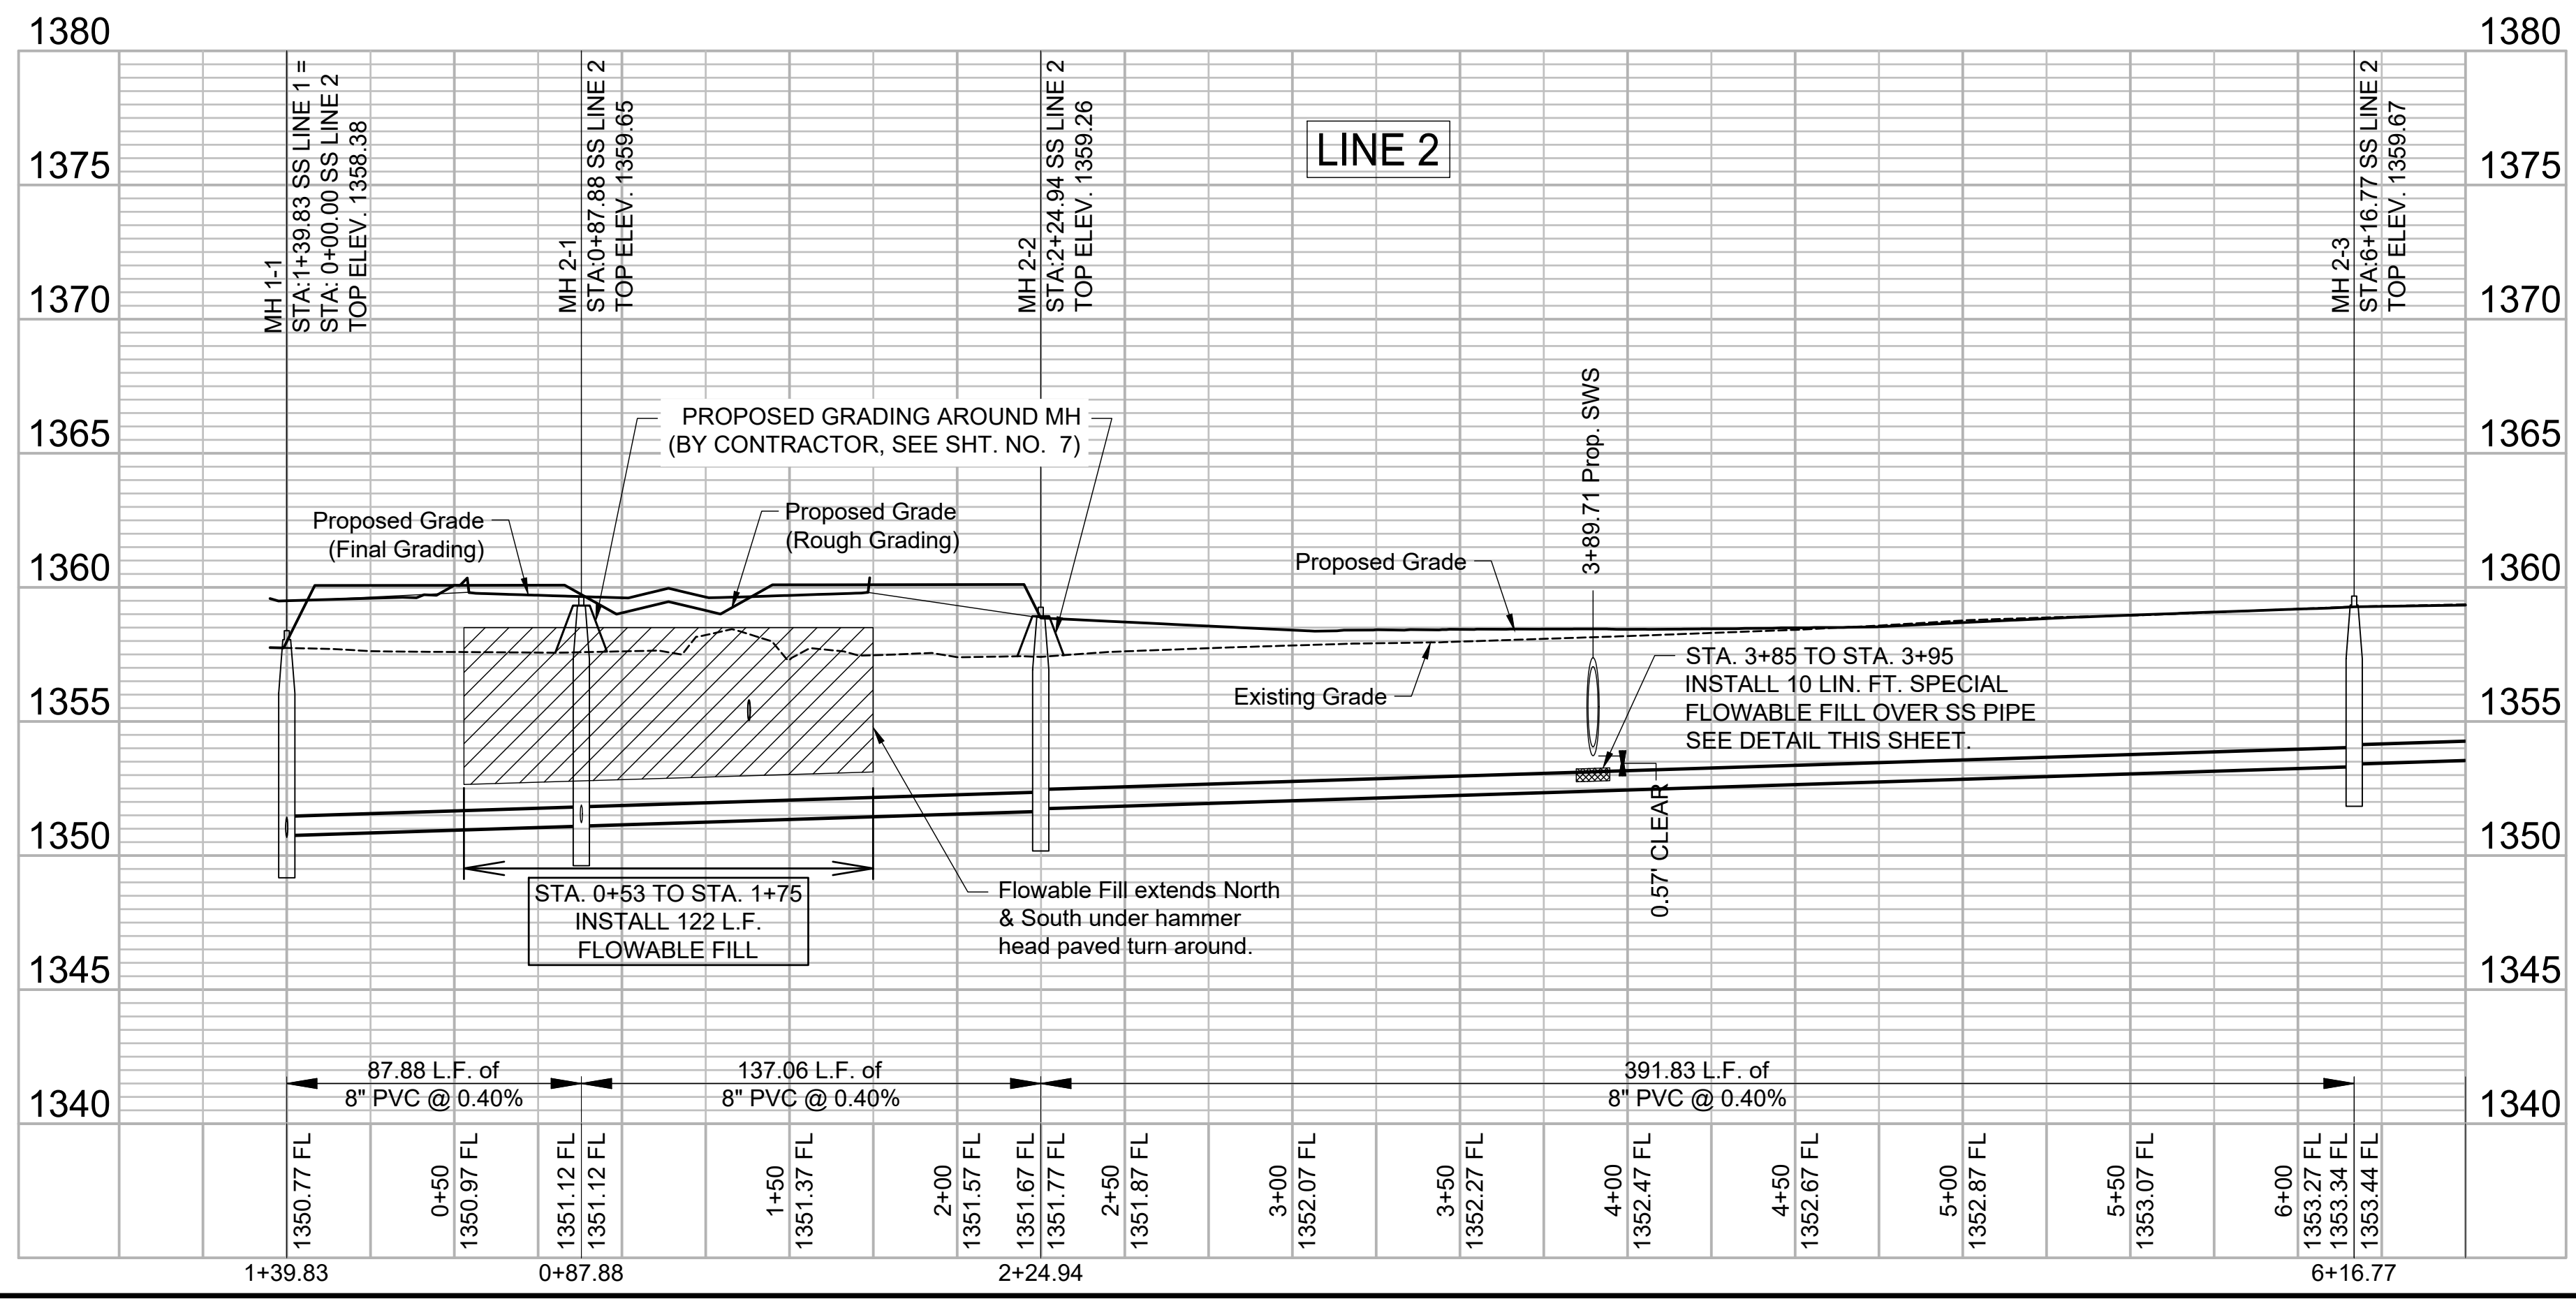 1380
1380
1375
1375
1370
1370
1365
1365
1360
1360
1355
1355
1350
1350
1345
1345
1340
1340
MH 1-1
STA:1+39.83 SS LINE 1 =
STA: 0+00.00 SS LINE 2
TOP ELEV. 1358.38
MH 2-1
STA:0+87.88 SS LINE 2
TOP ELEV. 1359.65
MH 2-2
STA:2+24.94 SS LINE 2
TOP ELEV. 1359.26
LINE 2
MH 2-3
STA:6+16.77 SS LINE 2
TOP ELEV. 1359.67
PROPOSED GRADING AROUND MH
(BY CONTRACTOR, SEE SHT. NO. 7)
3+89.71 Prop. SWS
Proposed Grade
(Final Grading)
Proposed Grade
(Rough Grading)
Proposed Grade
Existing Grade
STA. 3+85 TO STA. 3+95
INSTALL 10 LIN. FT. SPECIAL
FLOWABLE FILL OVER SS PIPE
SEE DETAIL THIS SHEET.
0.57' CLEAR
STA. 0+53 TO STA. 1+75
INSTALL 122 L.F.
FLOWABLE FILL
Flowable Fill extends North
& South under hammer
head paved turn around.
87.88 L.F. of
8" PVC @ 0.40%
137.06 L.F. of
8" PVC @ 0.40%
391.83 L.F. of
8" PVC @ 0.40%
1350.77 FL
0+50
1350.97 FL
1351.12 FL
1351.12 FL
1+50
1351.37 FL
2+00
1351.57 FL
1351.67 FL
1351.77 FL
2+50
1351.87 FL
3+00
1352.07 FL
3+50
1352.27 FL
4+00
1352.47 FL
4+50
1352.67 FL
5+00
1352.87 FL
5+50
1353.07 FL
6+00
1353.27 FL
1353.34 FL
1353.44 FL
1+39.83
0+87.88
2+24.94
6+16.77